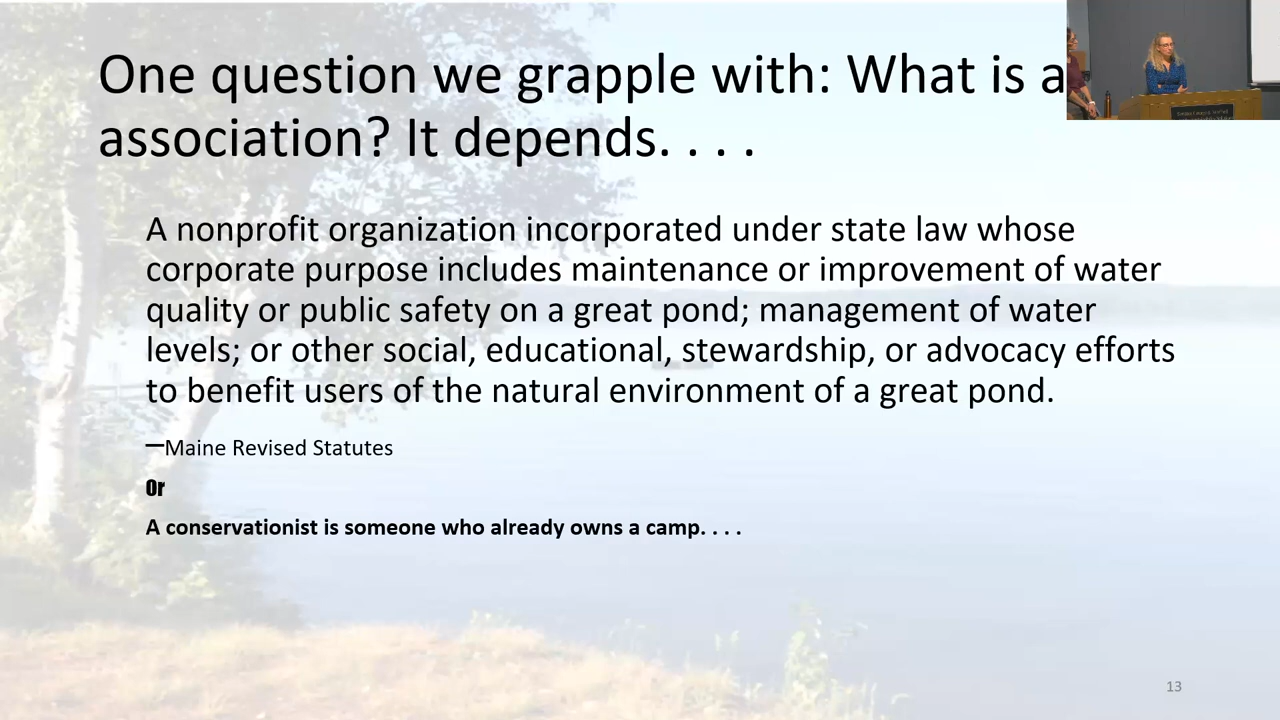 One question we grapple with: What is a
association? It depends. . . .
A nonprofit organization incorporated under state law whose
corporate purpose includes maintenance or improvement of water
quality or public safety on a great pond; management of water
levels; or other social, educational, stewardship, or advocacy efforts
to benefit users of the natural environment of a great pond.
—Maine Revised Statutes
Or
A conservationist is someone who already owns a camp. . . .
13